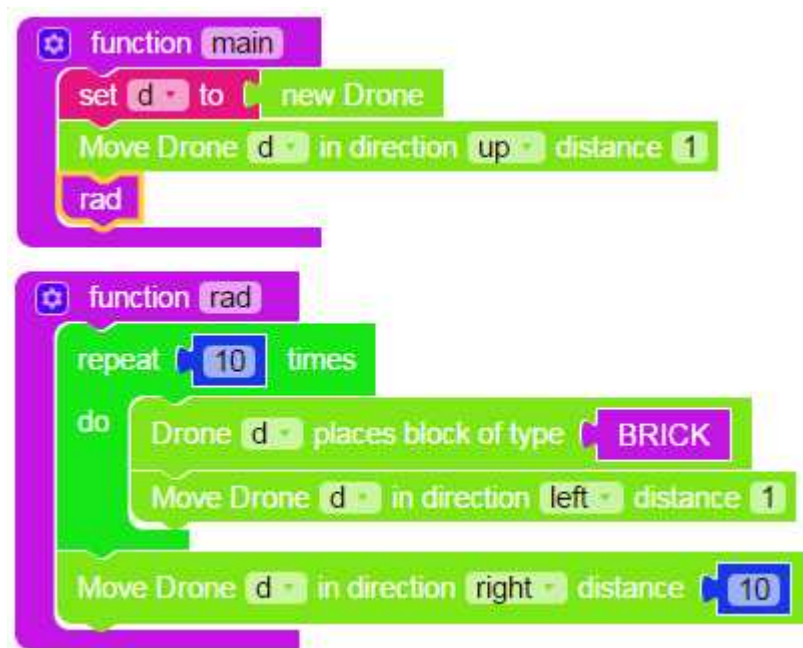 function main
set d to new Drone
Move Drone d in direction up distance 1
rad
function rad
repeat 10 times
do
Drone d places block of type BRICK
Move Drone d in direction left distance 1
Move Drone d in direction right distance 10